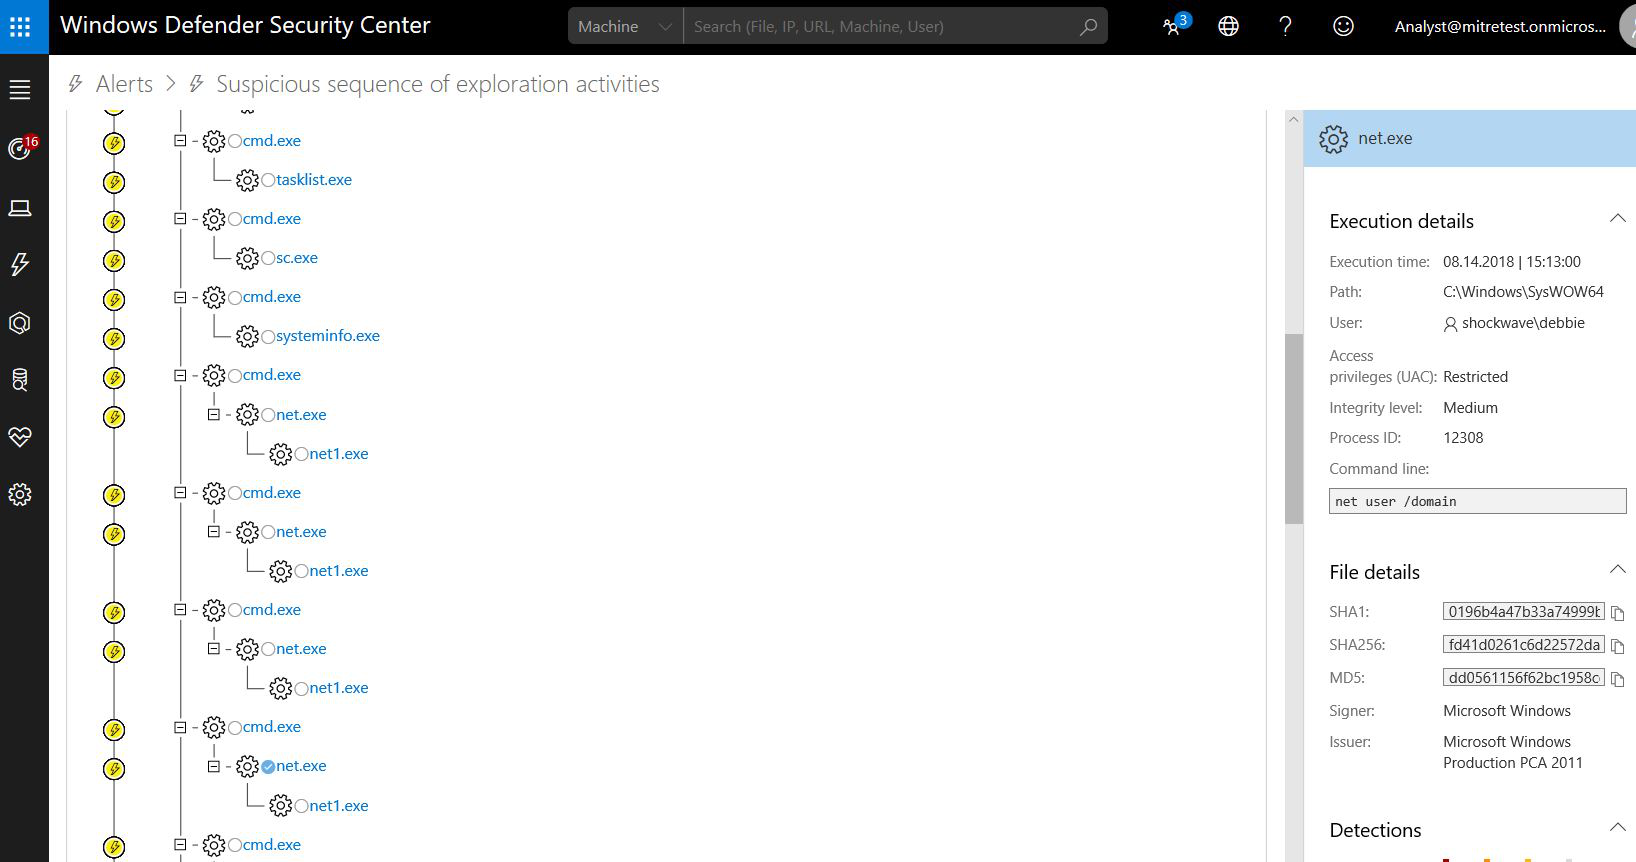 Windows Defender Security Center
Machine
Search (File, IP, URL, Machine, User)
3
?
Analyst@mitretest.onmicros...
Alerts > Suspicious sequence of exploration activities
16
cmd.exe
tasklist.exe
cmd.exe
sc.exe
cmd.exe
systeminfo.exe
cmd.exe
net.exe
net1.exe
cmd.exe
net.exe
net1.exe
cmd.exe
net.exe
net1.exe
cmd.exe
net.exe
net1.exe
cmd.exe
net.exe
Execution details
Execution time: 08.14.2018 | 15:13:00
Path: C:\Windows\SysWOW64
User: shockwave\debbie
Access
privileges (UAC): Restricted
Integrity level: Medium
Process ID: 12308
Command line:
net user /domain
File details
SHA1: 0196b4a47b33a74999b
SHA256: fd41d0261c6d22572da
MD5: dd0561156f62bc1958c
Signer: Microsoft Windows
Issuer: Microsoft Windows
Production PCA 2011
Detections